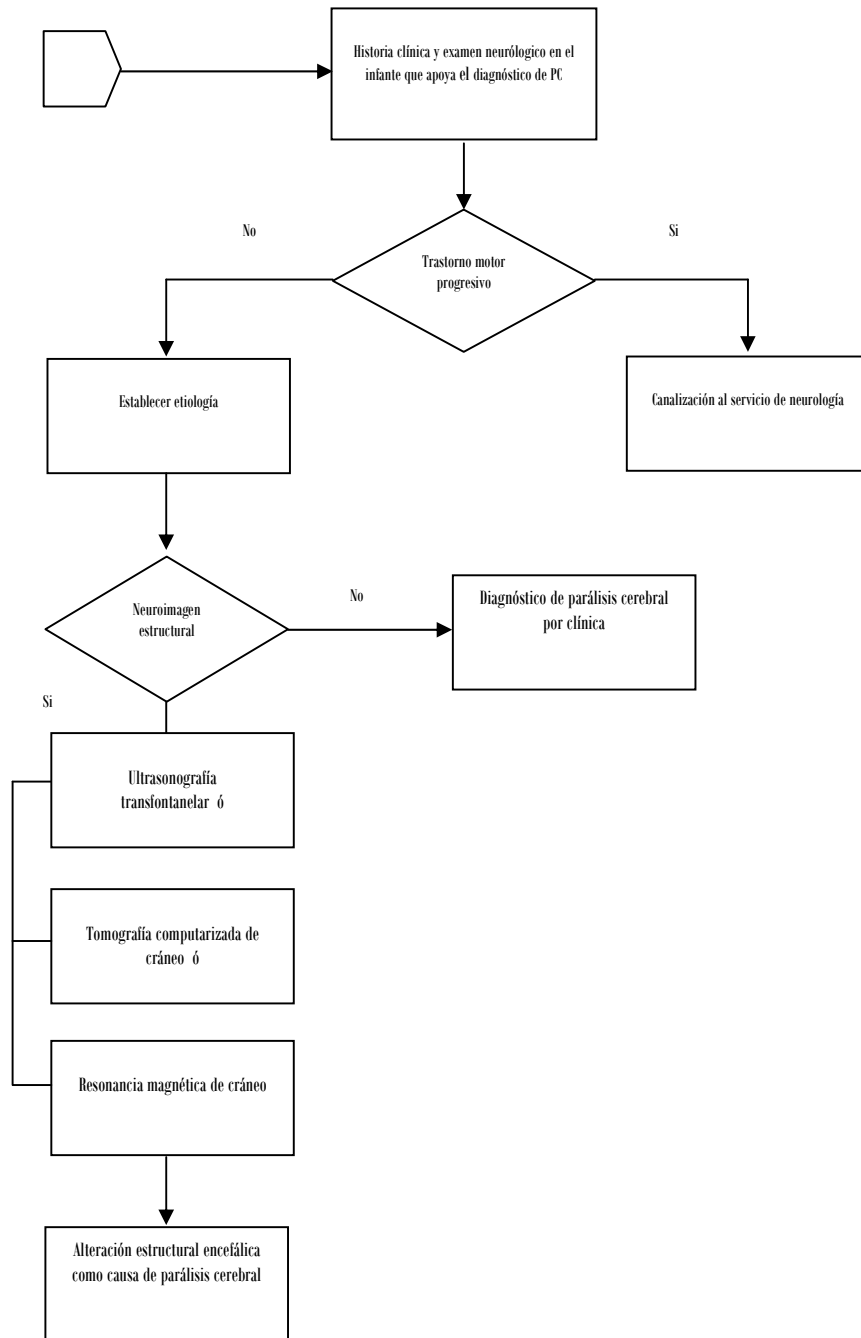 Historia clínica y examen neurólogico en el
infante que apoya el diagnóstico de PC
No
Si
Trastorno motor
progresivo
Establecer etiología
Canalización al servicio de neurología
Neuroimagen
estructural
No
Diagnóstico de parálisis cerebral
por clínica
Si
Ultrasonografía
transfontanelar ó
Tomografía computarizada de
cráneo ó
Resonancia magnética de cráneo
Alteración estructural encefálica
como causa de parálisis cerebral